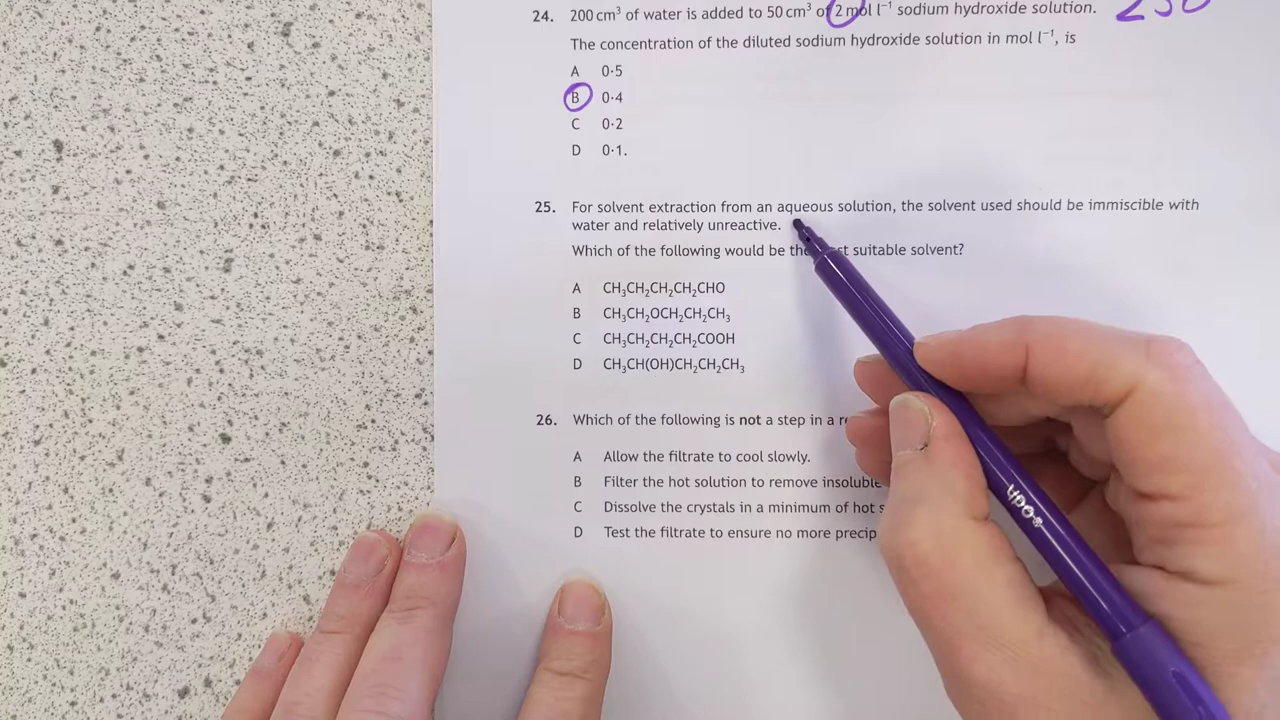 24. 200 cm³ of water is added to 50 cm³ of 2 mol l⁻¹ sodium hydroxide solution.
The concentration of the diluted sodium hydroxide solution in mol l⁻¹, is
A 0·5
B 0·4
C 0·2
D 0·1.
25. For solvent extraction from an aqueous solution, the solvent used should be immiscible with
water and relatively unreactive.
Which of the following would be the suitable solvent?
A CH₃CH₂CH₂CH₂CHO
B CH₃CH₂OCH₂CH₂CH₃
C CH₃CH₂CH₂CH₂COOH
D CH₃CH(OH)CH₂CH₂CH₃
26. Which of the following is not a step in a
A Allow the filtrate to cool slowly.
B Filter the hot solution to remove
C Dissolve the crystals in a minimum of hot
D Test the filtrate to ensure no more